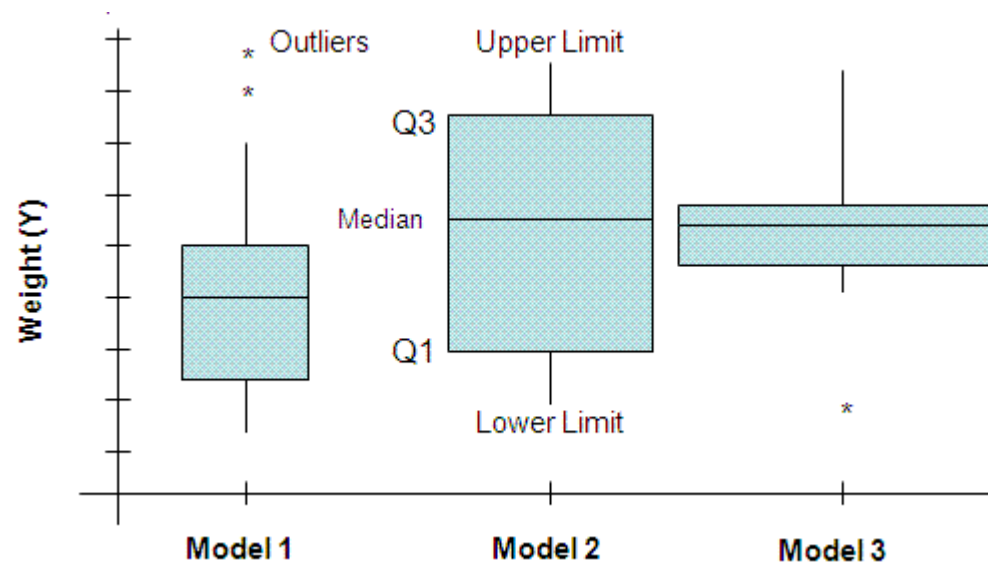 Outliers
Upper Limit
Q3
Median
Q1
Lower Limit
Weight (Y)
Model 1
Model 2
Model 3